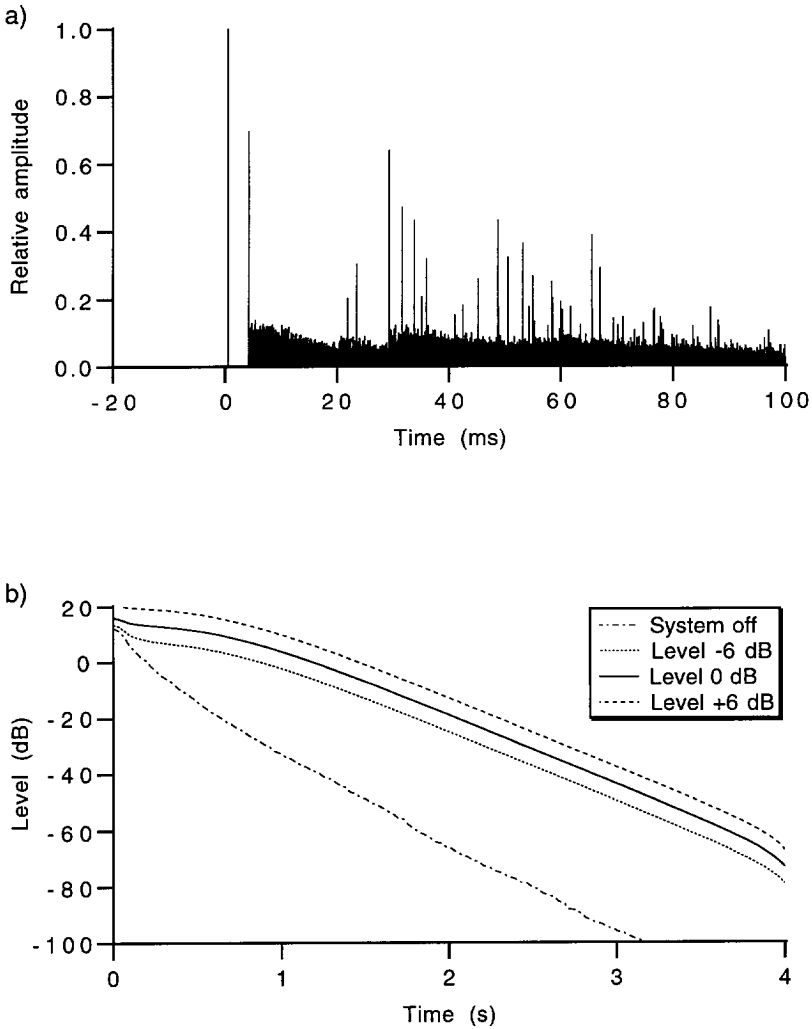 a)
1.0
0.8
0.6
0.4
0.2
0.0
Relative amplitude
-20 0 20 40 60 80 100
Time (ms)
b)
20
0
-20
-40
-60
-80
-100
Level (dB)
System off
Level -6 dB
Level 0 dB
Level +6 dB
0 1 2 3 4
Time (s)